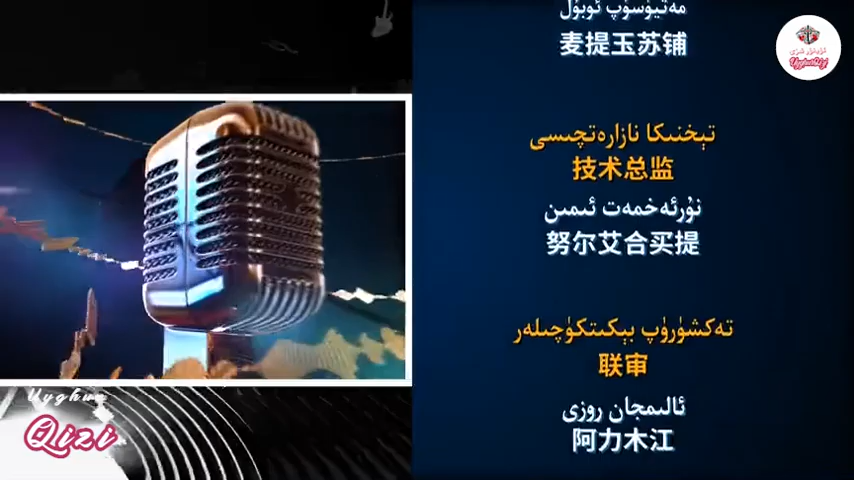 مەتيۈسۈپ ئوبۇل
麦提玉苏铺
تېخنىكا نازارەتچىسى
技术总监
نۇرئەخمەت ئىمىن
努尔艾合买提
تەكشۈرۈپ بېكىتكۈچىلەر
联审
ئالىمجان روزى
阿力木江
Uyghur
Qizi